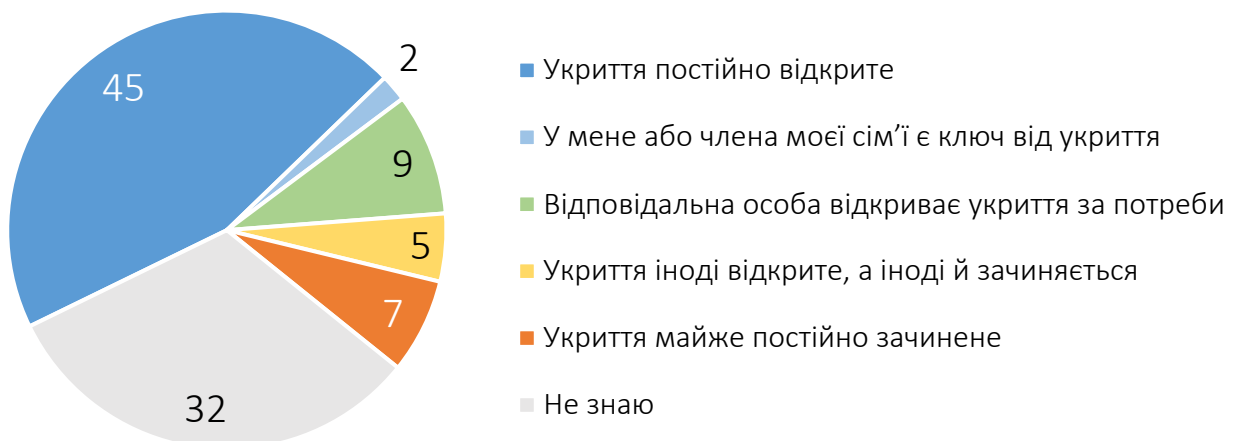 45
2
9
5
7
32
Укриття постійно відкрите
У мене або члена моєї сім’ї є ключ від укриття
Відповідальна особа відкриває укриття за потреби
Укриття іноді відкрите, а іноді й зачиняється
Укриття майже постійно зачинене
Не знаю